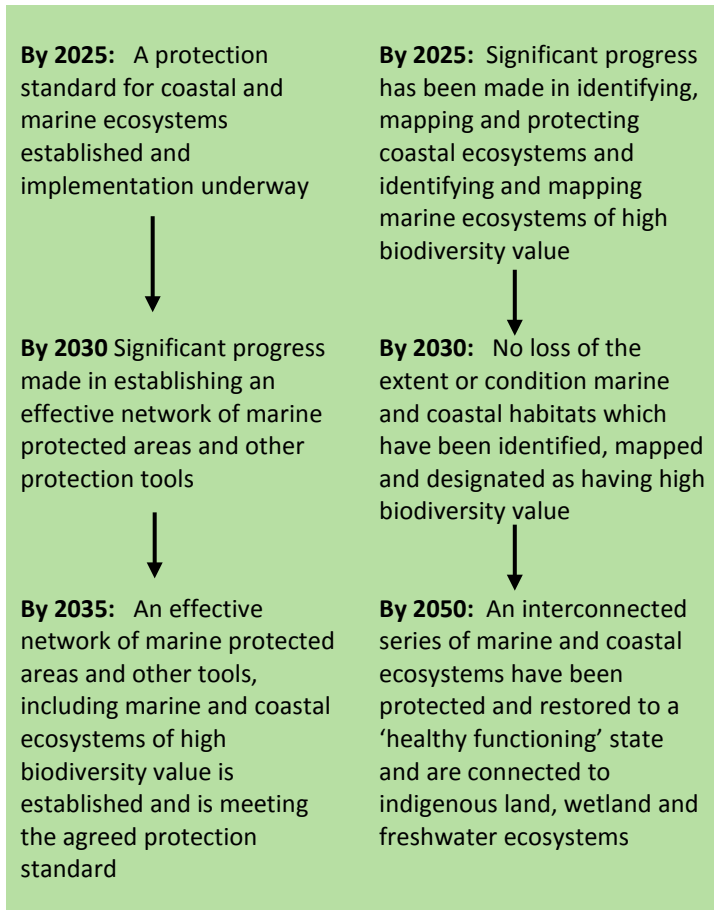 By 2025: A protection
standard for coastal and
marine ecosystems
established and
implementation underway
By 2030 Significant progress
made in establishing an
effective network of marine
protected areas and other
protection tools
By 2035: An effective
network of marine protected
areas and other tools,
including marine and coastal
ecosystems of high
biodiversity value is
established and is meeting
the agreed protection
standard
By 2025: Significant progress
has been made in identifying,
mapping and protecting
coastal ecosystems and
identifying and mapping
marine ecosystems of high
biodiversity value
By 2030: No loss of the
extent or condition marine
and coastal habitats which
have been identified, mapped
and designated as having high
biodiversity value
By 2050: An interconnected
series of marine and coastal
ecosystems have been
protected and restored to a
‘healthy functioning’ state
and are connected to
indigenous land, wetland and
freshwater ecosystems